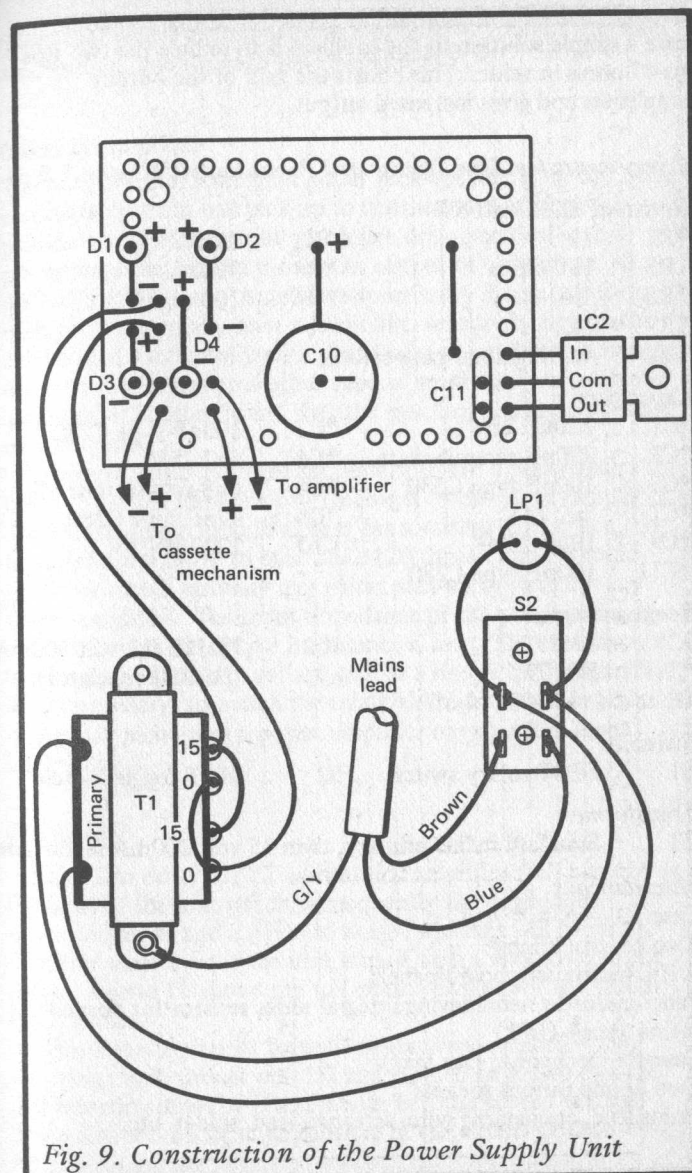 D1
+
+
D2
+
IC2
In
Com
Out
-
+
-
D4
-
D3
-
C10
C11
- +
+ -
To amplifier
To
cassette
mechanism
LP1
S2
Mains
lead
15
0
15
0
Primary
T1
Brown
Blue
G/Y
Fig. 9. Construction of the Power Supply Unit